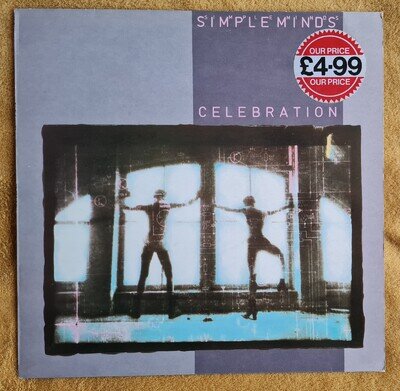 SIMPLE MINDS
OUR PRICE
£4·99
OUR PRICE
CELEBRATION